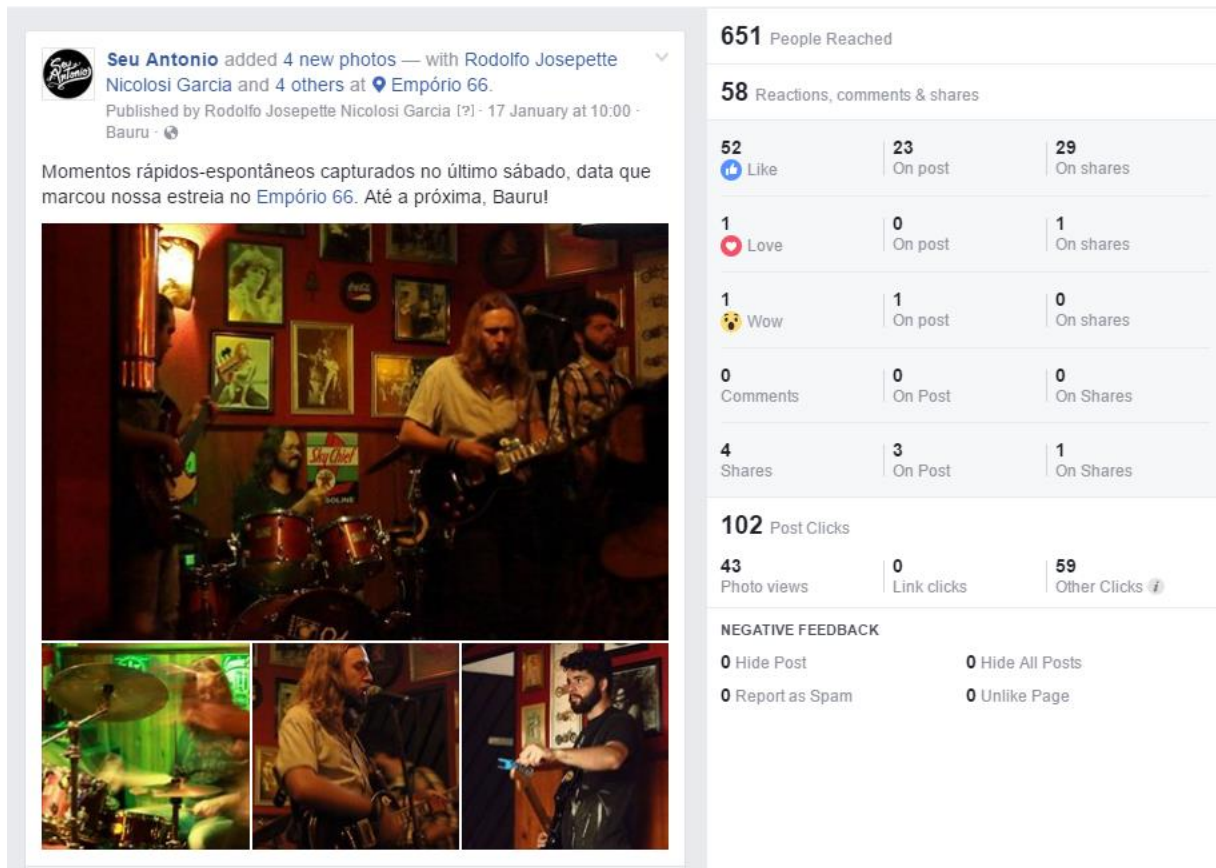 Seu Antonio
Seu Antonio added 4 new photos — with Rodolfo Josepette
Nicolosi Garcia and 4 others at Empório 66.
Published by Rodolfo Josepette Nicolosi Garcia [?] · 17 January at 10:00 ·
Bauru ·
Momentos rápidos-espontâneos capturados no último sábado, data que
marcou nossa estreia no Empório 66. Até a próxima, Bauru!
Coca-Cola
Sky Chief
SOLINE
651 People Reached
58 Reactions, comments & shares
52 23 29
Like On post On shares
1 0 1
Love On post On shares
1 1 0
Wow On post On shares
0 0 0
Comments On Post On Shares
4 3 1
Shares On Post On Shares
102 Post Clicks
43 0 59
Photo views Link clicks Other Clicks i
NEGATIVE FEEDBACK
0 Hide Post 0 Hide All Posts
0 Report as Spam 0 Unlike Page